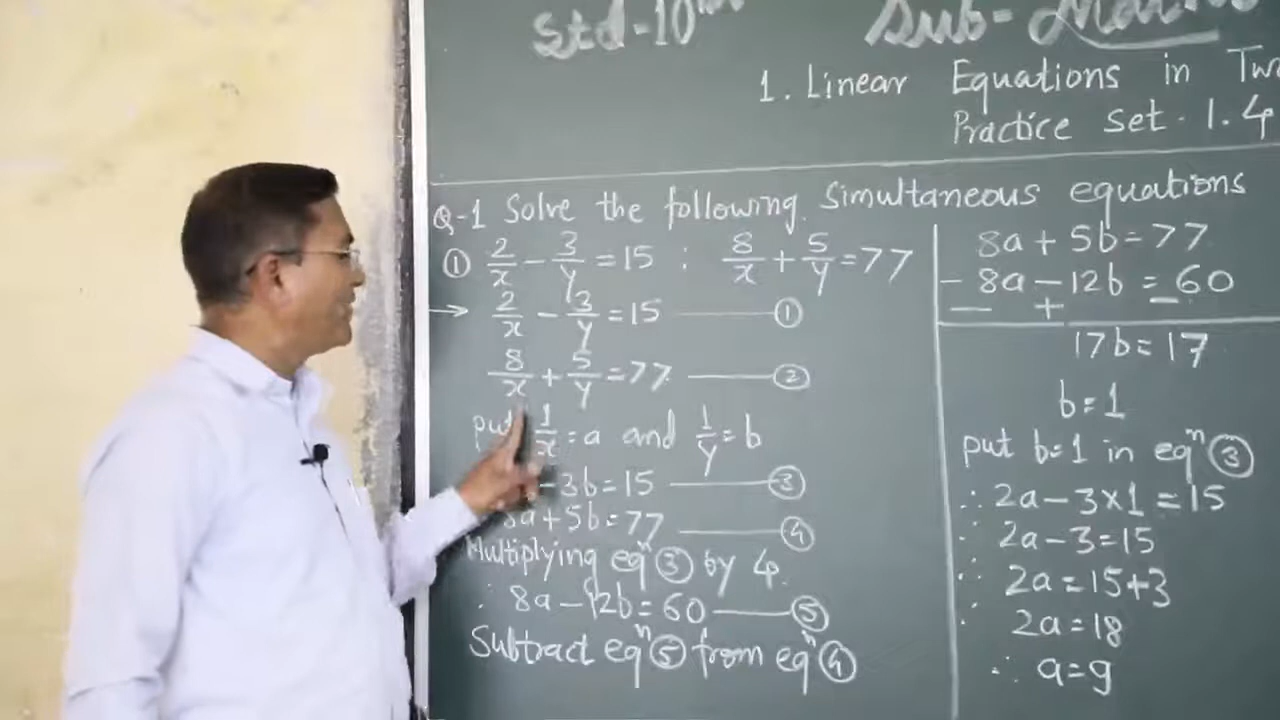 Std-10th Sub-Maths
1. Linear Equations in Tw
Practice set. 1.4
Q-1 Solve the following simultaneous equations
① 2/x - 3/y = 15 : 8/x + 5/y = 77
→ 2/x - 3/y = 15 —— ①
8/x + 5/y = 77 —— ②
put 1/x = a and 1/y = b
- 3b = 15 —— ③
8a + 5b = 77 —— ④
Multiplying eqⁿ ③ by 4.
∴ 8a - 12b = 60 —— ⑤
Subtract eqⁿ ⑤ from eqⁿ ④
8a + 5b = 77
- 8a - 12b = 60
— + —
17b = 17
b = 1
put b = 1 in eqⁿ ③
∴ 2a - 3×1 = 15
∴ 2a - 3 = 15
∴ 2a = 15 + 3
∴ 2a = 18
∴ a = 9